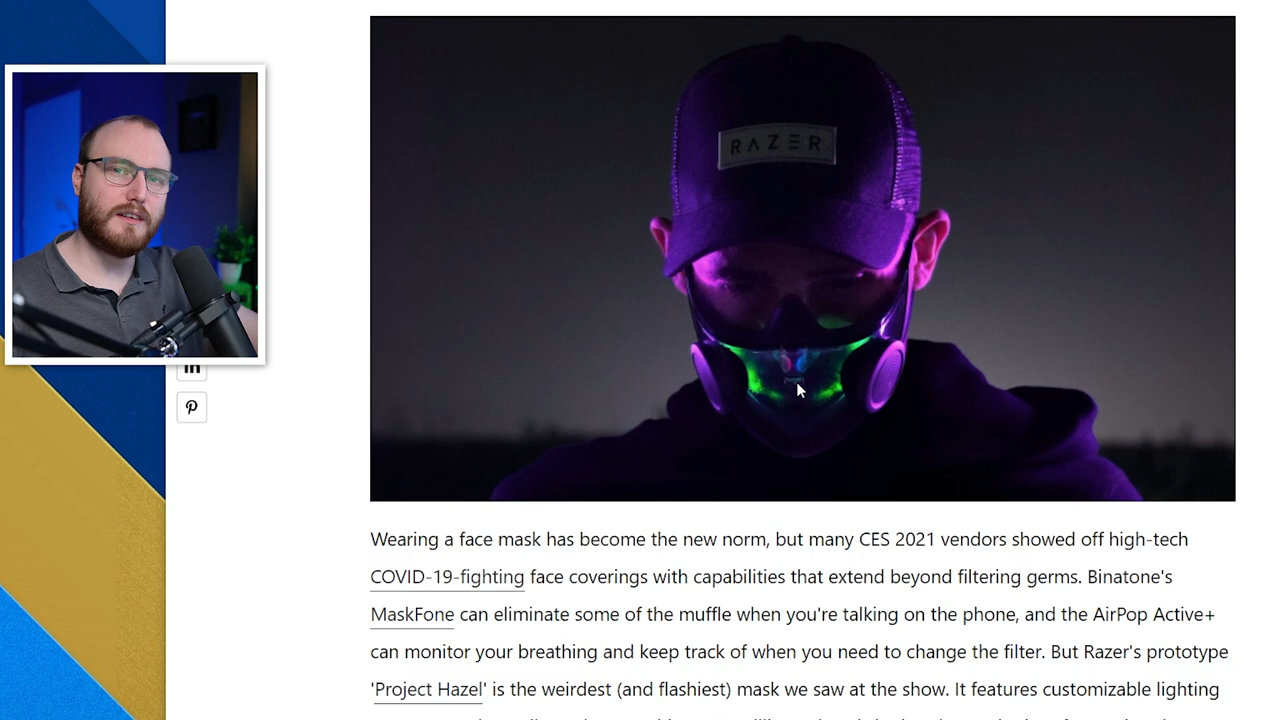 RAZER
in
Wearing a face mask has become the new norm, but many CES 2021 vendors showed off high-tech
COVID-19-fighting face coverings with capabilities that extend beyond filtering germs. Binatone's
MaskFone can eliminate some of the muffle when you're talking on the phone, and the AirPop Active+
can monitor your breathing and keep track of when you need to change the filter. But Razer's prototype
'Project Hazel' is the weirdest (and flashiest) mask we saw at the show. It features customizable lighting